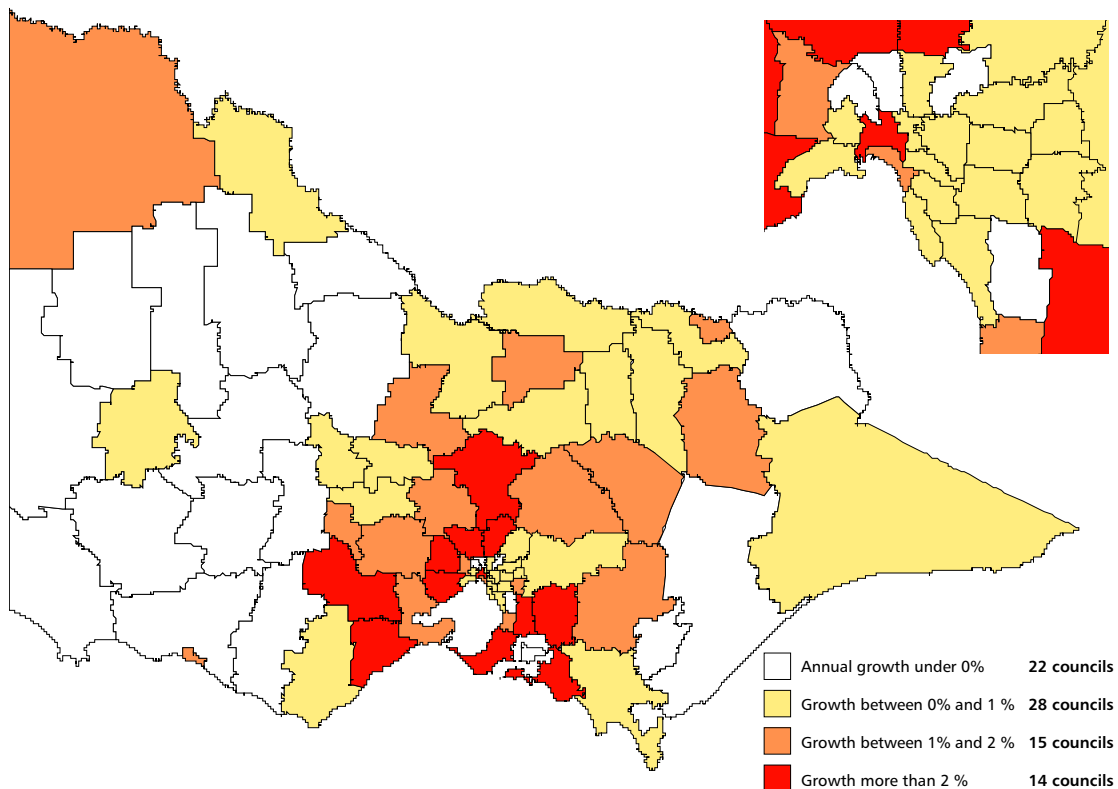 Annual growth under 0% 22 councils
Growth between 0% and 1 % 28 councils
Growth between 1% and 2 % 15 councils
Growth more than 2 % 14 councils